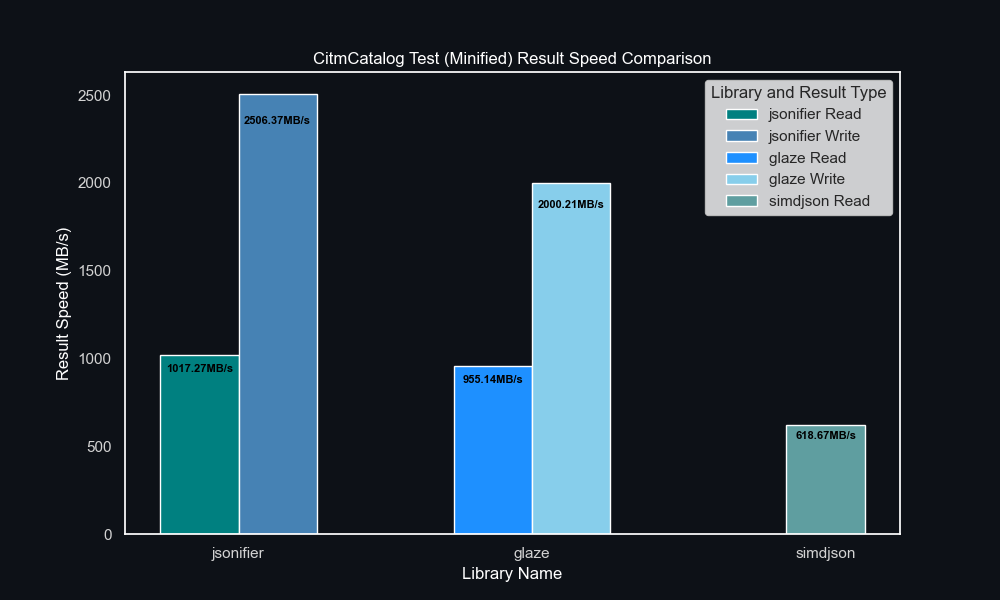 CitmCatalog Test (Minified) Result Speed Comparison
Library and Result Type
jsonifier Read
jsonifier Write
glaze Read
glaze Write
simdjson Read
Result Speed (MB/s)
2500
2000
1500
1000
500
0
2506.37MB/s
2000.21MB/s
1017.27MB/s
955.14MB/s
618.67MB/s
jsonifier
glaze
simdjson
Library Name